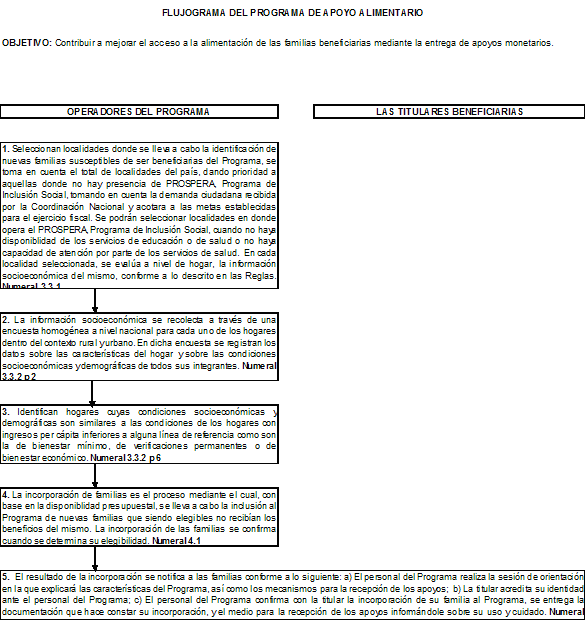 FLUJOGRAMA DEL PROGRAMA DE APOYO ALIMENTARIO
OBJETIVO: Contribuir a mejorar el acceso a la alimentación de las familias beneficiarias mediante la entrega de apoyos monetarios.
OPERADORES DEL PROGRAMA
LAS TITULARES BENEFICIARIAS
1. Seleccionan localidades donde se lleva a cabo la identificación de
nuevas familias susceptibles de ser beneficiarias del Programa, se
toma en cuenta el total de localidades del país, dando prioridad a
aquellas donde no hay presencia de PROSPERA, Programa de
Inclusión Social, tomando en cuenta la demanda ciudadana recibida
por la Coordinación Nacional y acotara a las metas establecidas
para el ejercicio fiscal. Se podrán seleccionar localidades en donde
opera el PROSPERA, Programa de Inclusión Social, cuando no haya
disponiblidad de los servicios de educación o de salud o no haya
capacidad de atención por parte de los servicios de salud. En cada
localidad seleccionada, se evalúa a nivel de hogar, la información
socioeconómica del mismo, conforme a lo descrito en las Reglas.
Numeral 3.3.1
2. La información socioeconómica se recolecta a través de una
encuesta homogénea a nivel nacional para cada uno de los hogares
dentro del contexto rural y urbano. En dicha encuesta se registran los
datos sobre las características del hogar y sobre las condiciones
socioeconómicas y demográficas de todos sus integrantes. Numeral
3.3.2 p 2
3. Identifican hogares cuyas condiciones socioeconómicas y
demográficas son similares a las condiciones de los hogares con
ingresos per cápita inferiores a alguna línea de referencia como son
la de bienestar mínimo, de verificaciones permanentes o de
bienestar económico. Numeral 3.3.2 p 6
4. La incorporación de familias es el proceso mediante el cual, con
base en la disponiblidad presupuestal, se lleva a cabo la inclusión al
Programa de nuevas familias que siendo elegibles no recibían los
beneficios del mismo. La incorporación de las familias se confirma
cuando se determina su elegibilidad. Numeral 4.1
5. El resultado de la incorporación se notifica a las familias conforme a lo siguiente: a) El personal del Programa realiza la sesión de orientación
en la que explicará las características del Programa, así como los mecanismos para la recepción de los apoyos; b) La titular acredita su identidad
ante el personal del Programa; c) El personal del Programa confirma con la titular la incorporación de su familia al Programa, se entrega la
documentación que hace constar su incorporación, y el medio para la recepción de los apoyos informándole sobre su uso y cuidado. Numeral